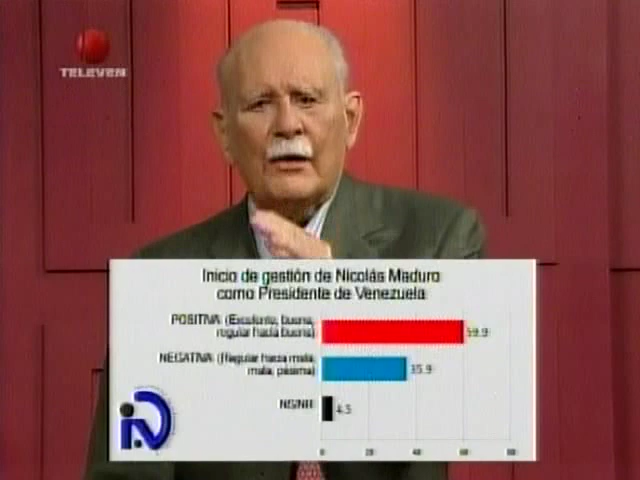 TELEVEN
Inicio de gestión de Nicolás Maduro
como Presidente de Venezuela
POSITIVA (Excelente, buena,
regular hacia buena)
59.9
NEGATIVA (Regular hacia mala,
mala, pésima)
35.9
NS/NR
4.3
0 20 40 60 80